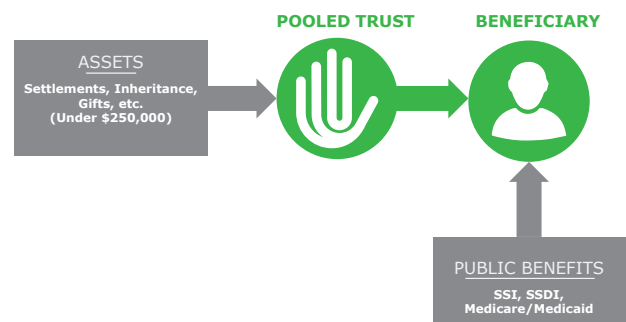 POOLED TRUST
BENEFICIARY
ASSETS
Settlements, Inheritance,
Gifts, etc.
(Under $250,000)
PUBLIC BENEFITS
SSI, SSDI,
Medicare/Medicaid